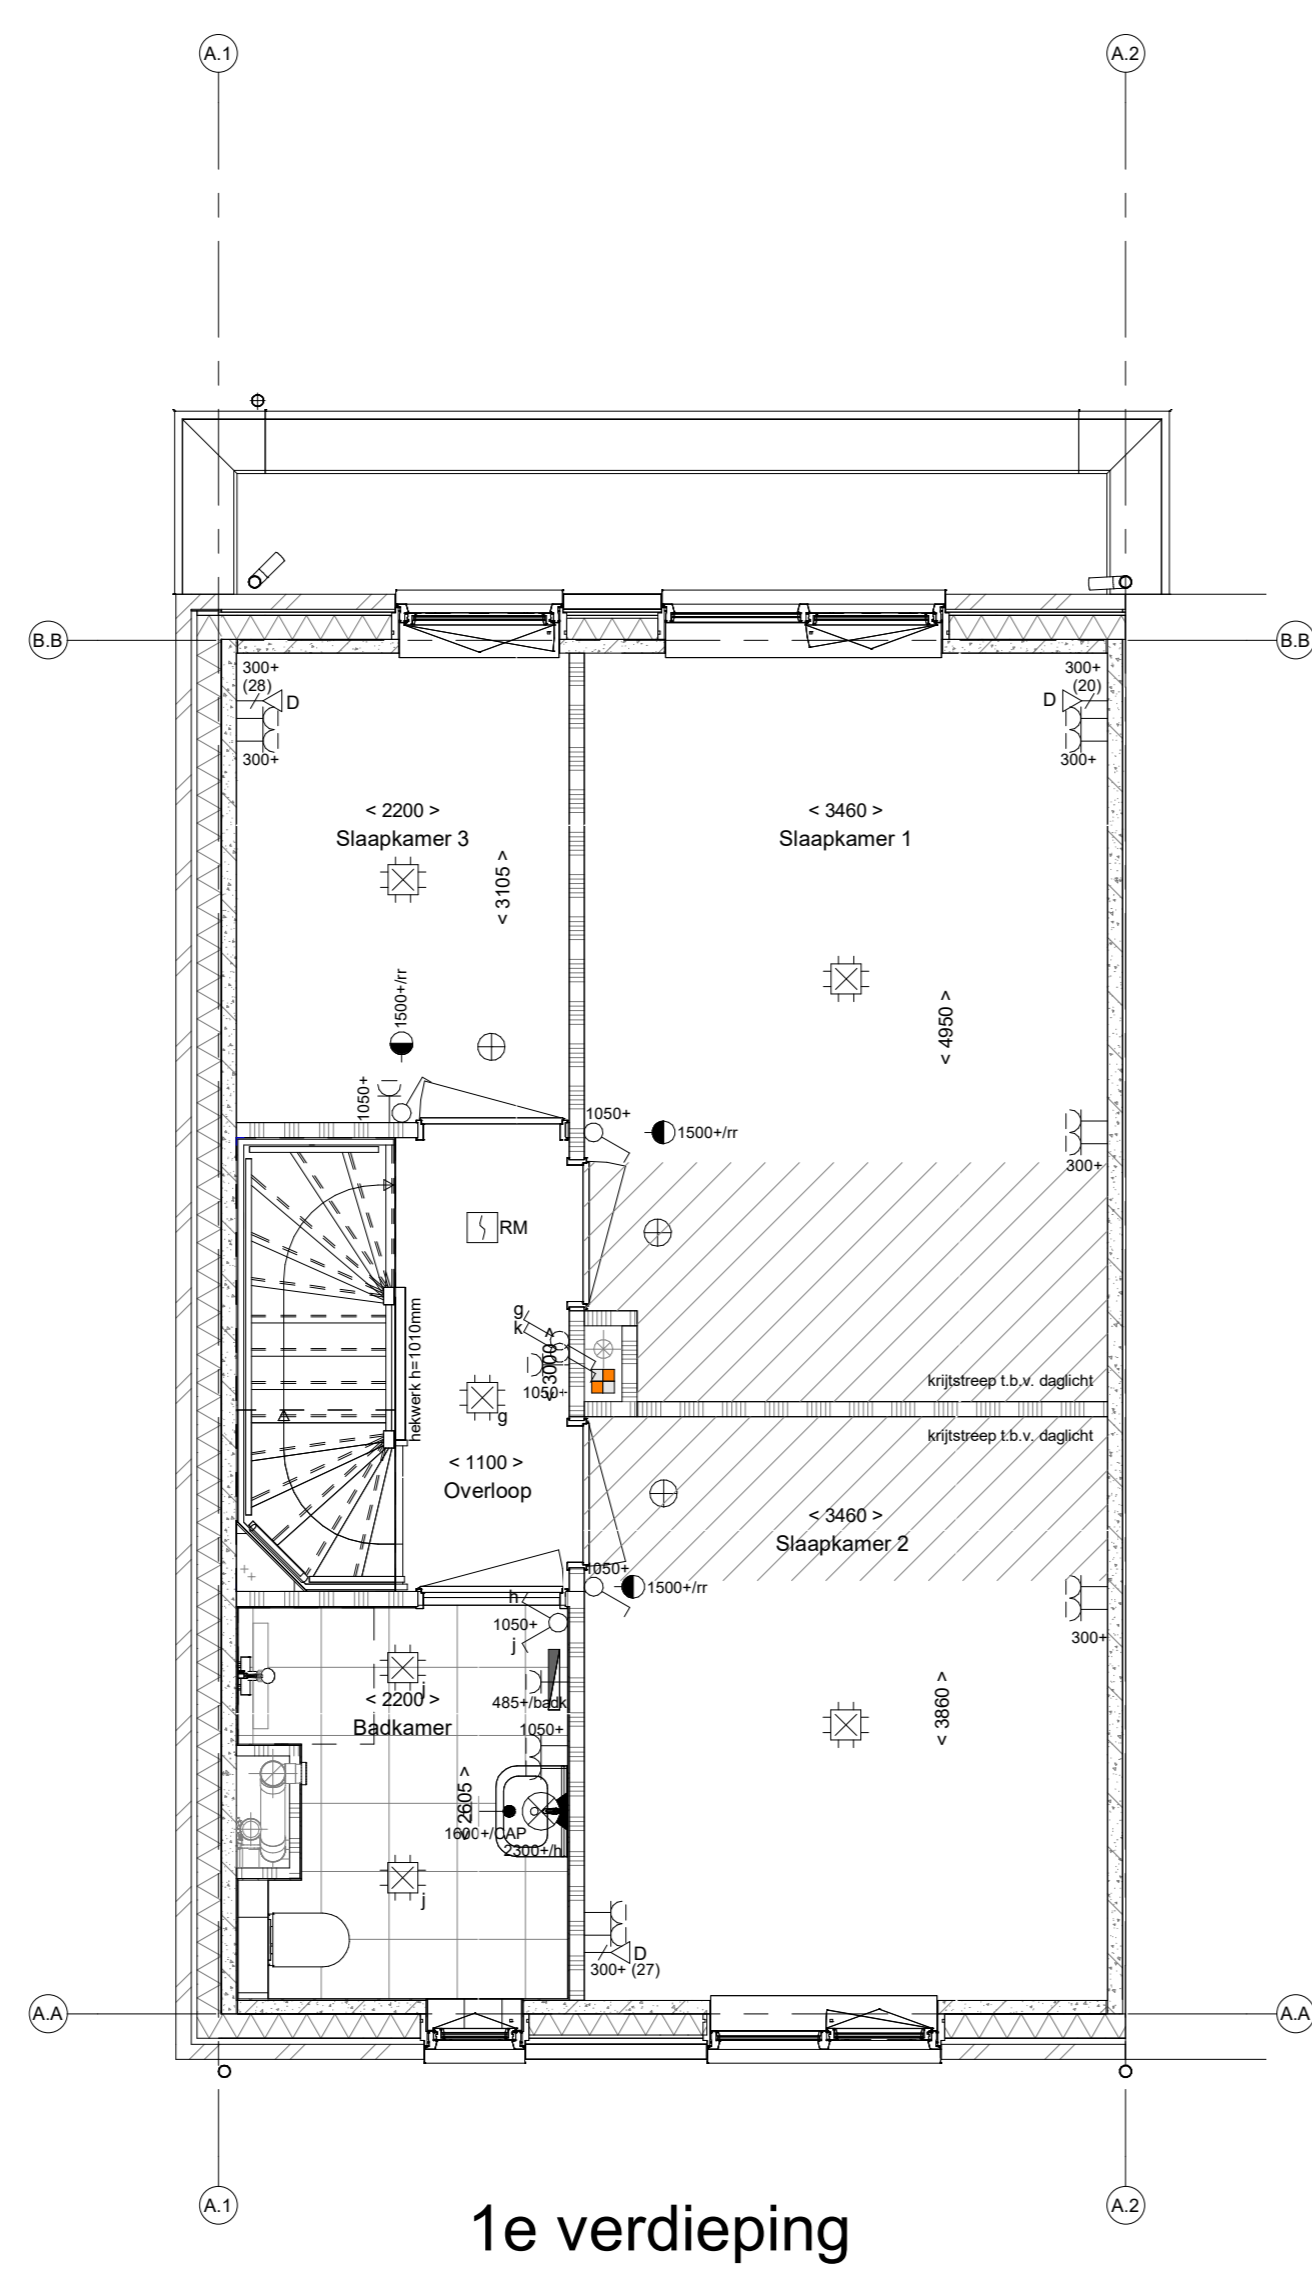 A.1
A.2
B.B
B.B
300+
(28)
D
300+
300+
(20)
D
300+
< 2200 >
Slaapkamer 3
< 3105 >
< 3460 >
Slaapkamer 1
< 4950 >
1500+/rr
1050+
1050+
1500+/rr
300+
RM
hekwerk h=1010mm
g
k
< 3000 >
1050+
g
krijtstreep t.b.v. daglicht
krijtstreep t.b.v. daglicht
< 1100 >
Overloop
< 3460 >
Slaapkamer 2
1050+
1500+/rr
300+
h
1050+
j
j
< 2200 >
Badkamer
485+/badk
1050+
< 3860 >
< 2605 >
1600+/CAP
2300+/h
j
D
300+ (27)
A.A
A.A
A.1
A.2
1e verdieping